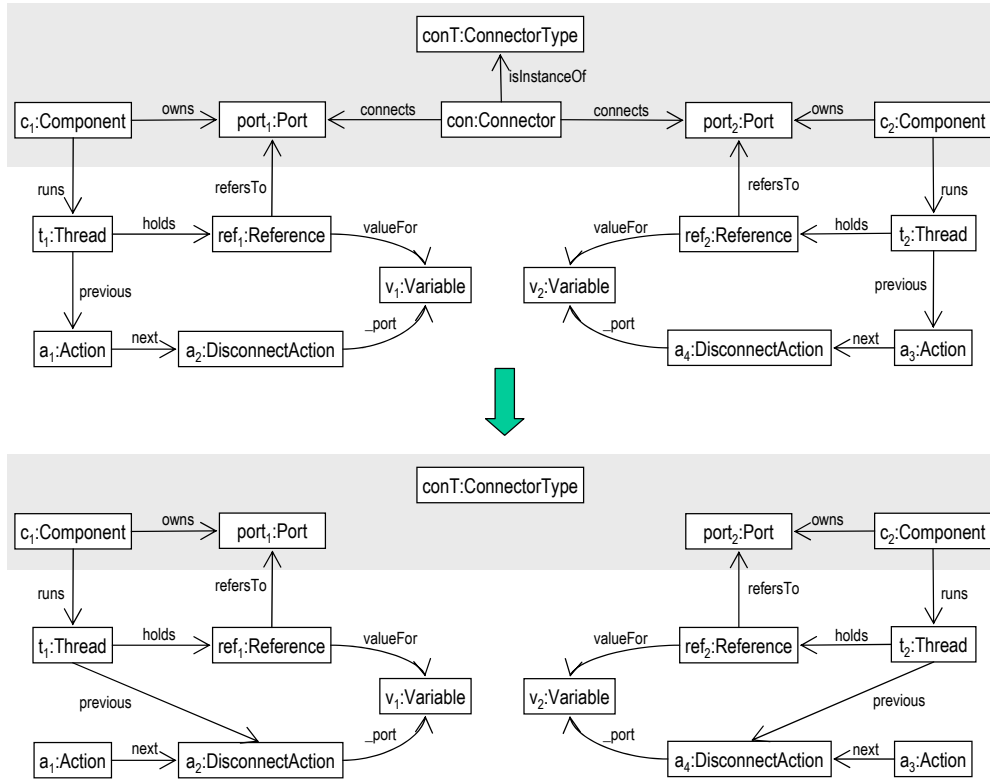 conT:ConnectorType
isInstanceOf
c₁:Component
owns
port₁:Port
connects
con:Connector
connects
port₂:Port
owns
c₂:Component
runs
refersTo
refersTo
runs
t₁:Thread
holds
ref₁:Reference
valueFor
valueFor
ref₂:Reference
holds
t₂:Thread
v₁:Variable
v₂:Variable
previous
previous
a₁:Action
next
a₂:DisconnectAction
_port
_port
a₄:DisconnectAction
next
a₃:Action
conT:ConnectorType
c₁:Component
owns
port₁:Port
port₂:Port
owns
c₂:Component
runs
refersTo
refersTo
runs
t₁:Thread
holds
ref₁:Reference
valueFor
valueFor
ref₂:Reference
holds
t₂:Thread
v₁:Variable
v₂:Variable
previous
previous
a₁:Action
next
a₂:DisconnectAction
_port
_port
a₄:DisconnectAction
next
a₃:Action